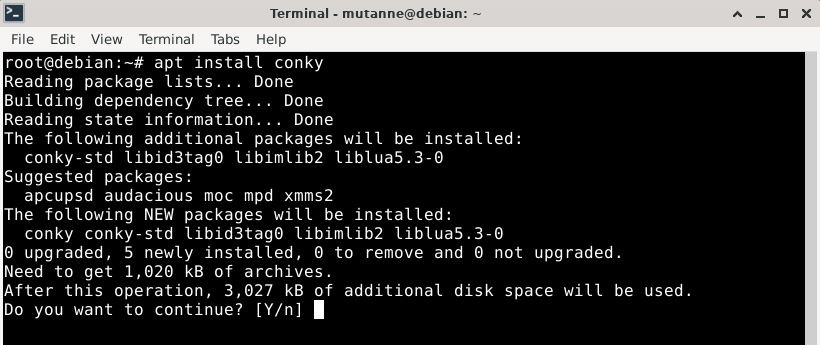 Terminal - mutanne@debian: ~
File Edit View Terminal Tabs Help
root@debian:~# apt install conky
Reading package lists... Done
Building dependency tree... Done
Reading state information... Done
The following additional packages will be installed:
  conky-std libid3tag0 libimlib2 liblua5.3-0
Suggested packages:
  apcupsd audacious moc mpd xmms2
The following NEW packages will be installed:
  conky conky-std libid3tag0 libimlib2 liblua5.3-0
0 upgraded, 5 newly installed, 0 to remove and 0 not upgraded.
Need to get 1,020 kB of archives.
After this operation, 3,027 kB of additional disk space will be used.
Do you want to continue? [Y/n]